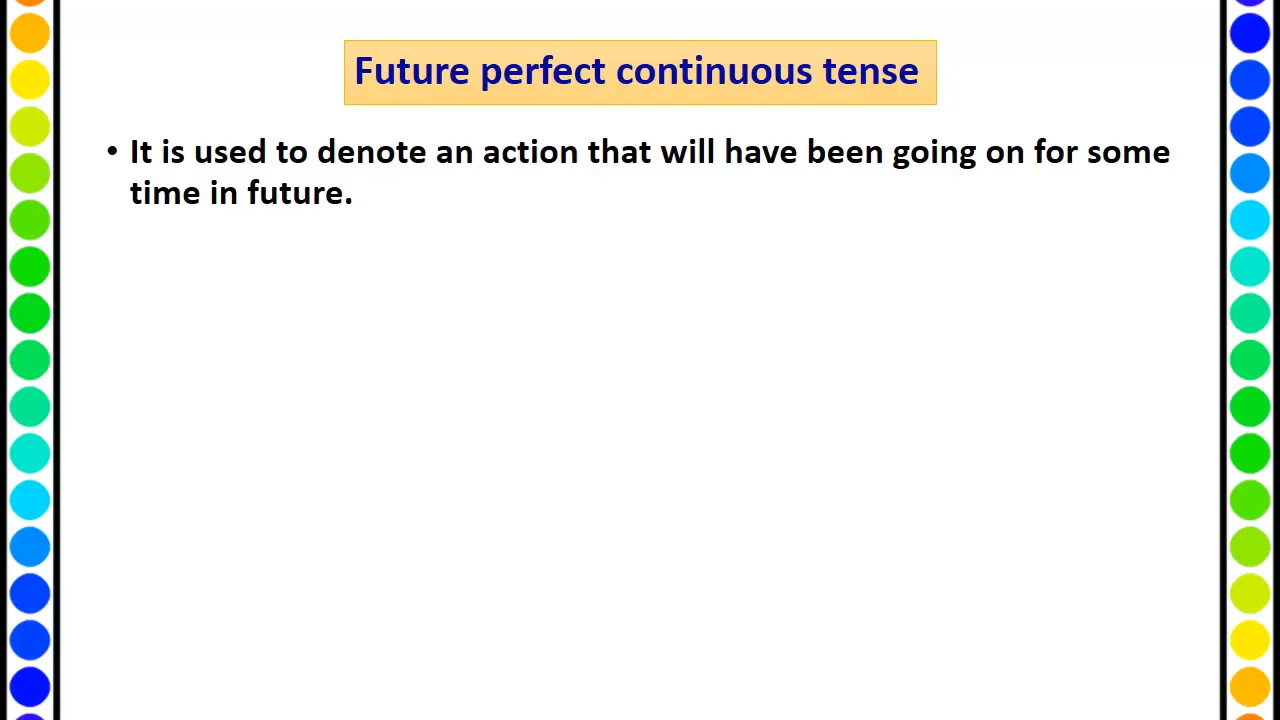 Future perfect continuous tense
• It is used to denote an action that will have been going on for some
time in future.